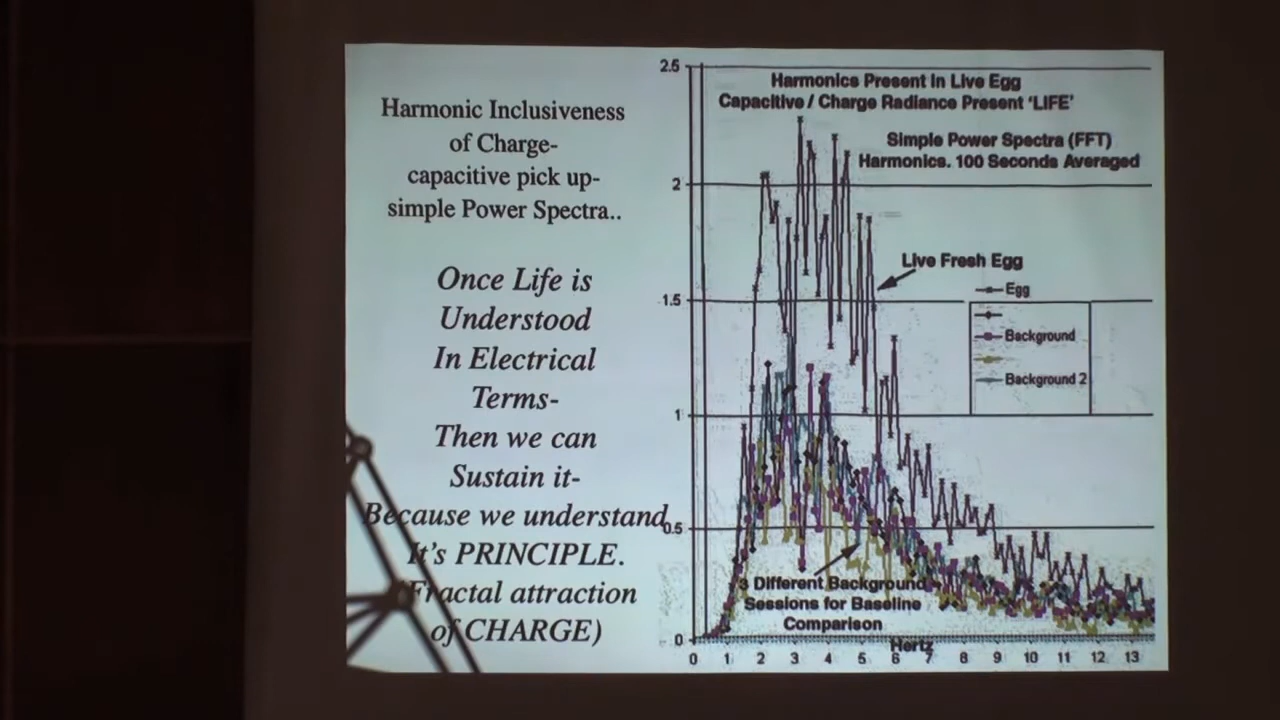 Harmonic Inclusiveness
of Charge-
capacitive pick up-
simple Power Spectra..
Once Life is
Understood
In Electrical
Terms-
Then we can
Sustain it-
Because we understand
It's PRINCIPLE.
(Fractal attraction
of CHARGE)
2.5
2
1.5
1
0.5
0
Harmonics Present In Live Egg
Capacitive / Charge Radiance Present 'LIFE'
Simple Power Spectra (FFT)
Harmonics. 100 Seconds Averaged
Live Fresh Egg
Egg
Background
Background 2
3 Different Background
Sessions for Baseline
Comparison
Hertz
0 1 2 3 4 5 6 7 8 9 10 11 12 13